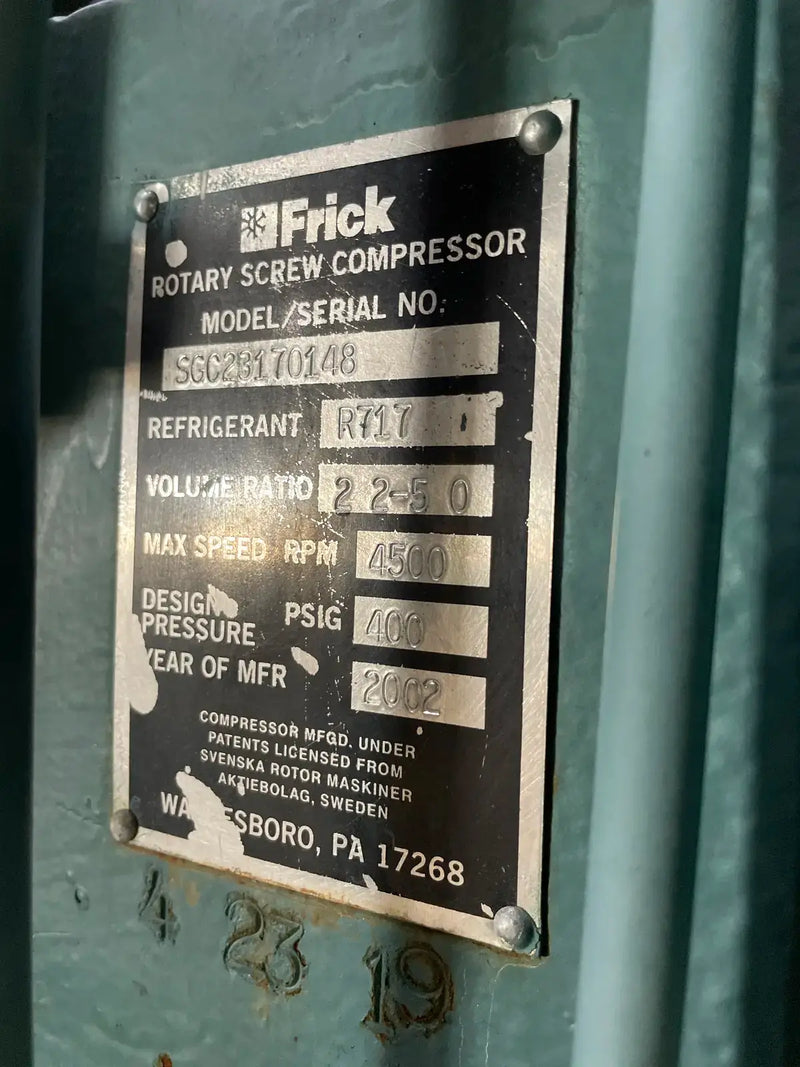 Frick
ROTARY SCREW COMPRESSOR
MODEL/SERIAL NO.
SGC23170148
REFRIGERANT R717
VOLUME RATIO 2 2-5 0
MAX SPEED RPM 4500
DESIGN PRESSURE PSIG 400
YEAR OF MFR 2002
COMPRESSOR MFGD. UNDER
PATENTS LICENSED FROM
SVENSKA ROTOR MASKINER
AKTIEBOLAG, SWEDEN
PA 17268
4 23 19